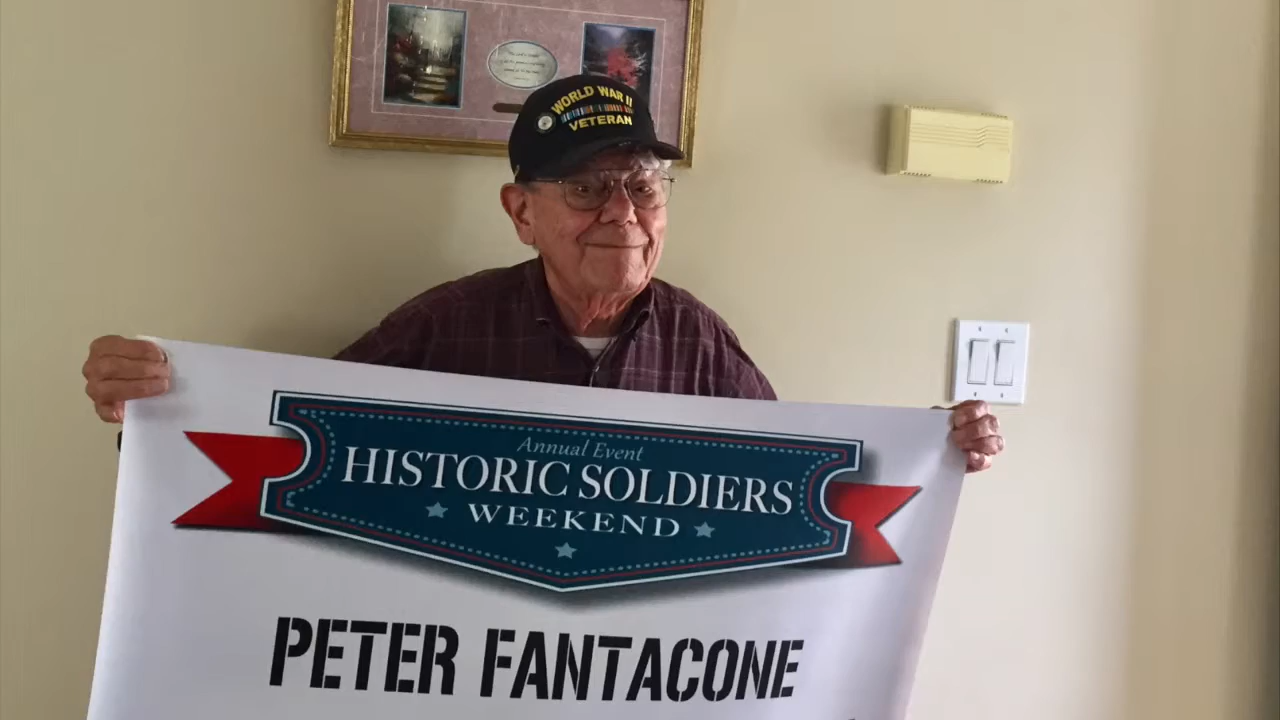 WORLD WAR II
VETERAN
Annual Event
HISTORIC SOLDIERS
WEEKEND
PETER FANTACONE